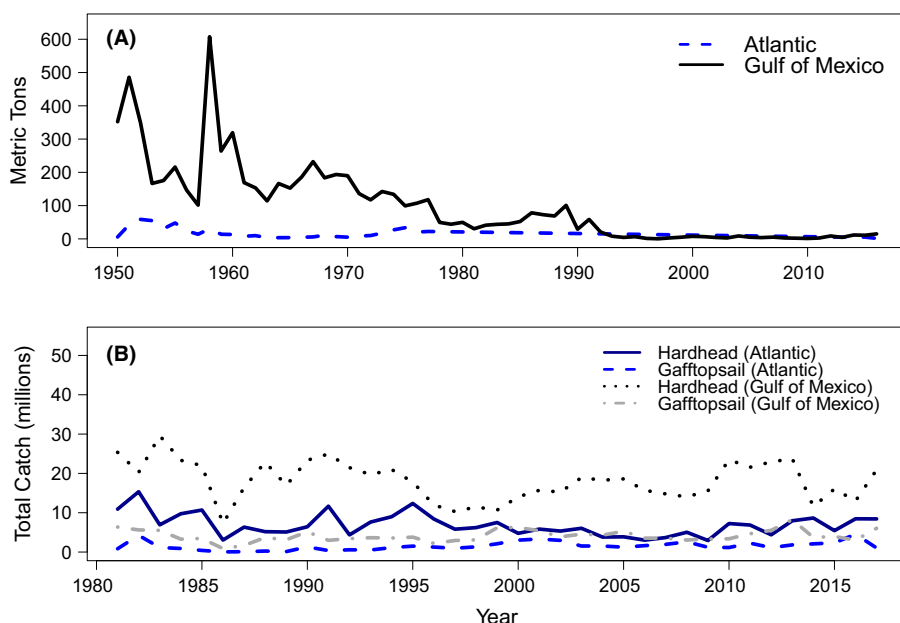 (A)
Atlantic
Gulf of Mexico
Metric Tons
600
500
400
300
200
100
0
1950
1960
1970
1980
1990
2000
2010
(B)
Hardhead (Atlantic)
Gafftopsail (Atlantic)
Hardhead (Gulf of Mexico)
Gafftopsail (Gulf of Mexico)
Total Catch (millions)
50
40
30
20
10
0
1980
1985
1990
1995
2000
2005
2010
2015
Year